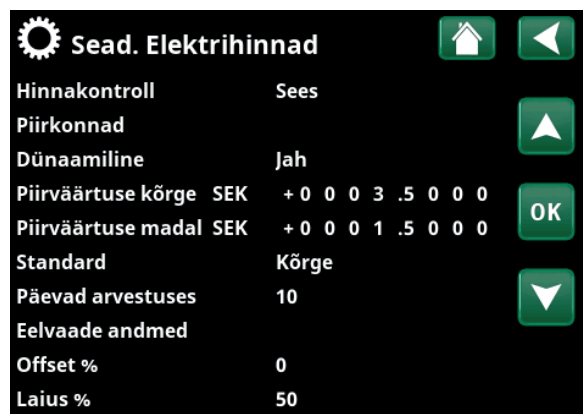 Sead. Elektrihinnad
Hinnakontroll Sees
Piirkonnad
Dünaamiline Jah
Piirväärtuse kõrge SEK +0 0 0 3 .5 0 0 0
OK
Piirväärtuse madal SEK +0 0 0 1 .5 0 0 0
Standard Kõrge
Päevad arvestuses 10
Eelvaade andmed
Offset % 0
Laius % 50